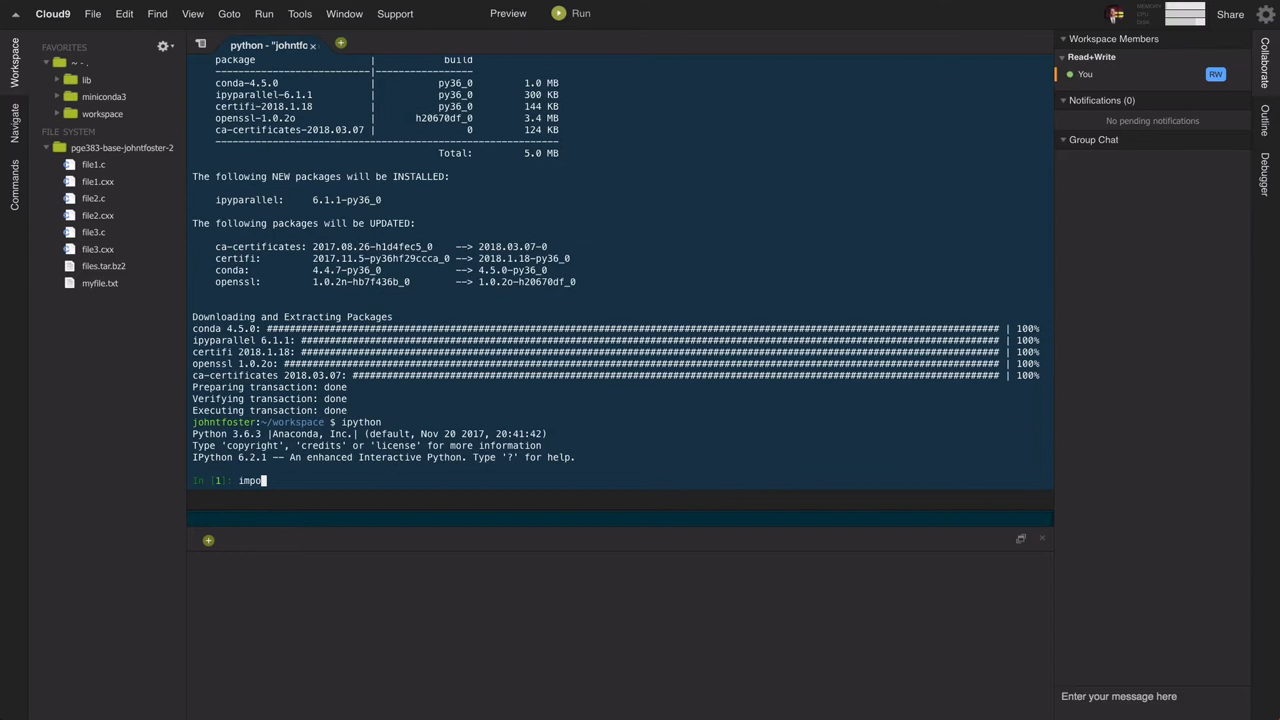 Cloud9 File Edit Find View Goto Run Tools Window Support Preview Run MEMORY CPU DISK Share
Workspace
Navigate
Commands
FAVORITES
~ - .
lib
miniconda3
workspace
FILE SYSTEM
pge383-base-johntfoster-2
file1.c
file1.cxx
file2.c
file2.cxx
file3.c
file3.cxx
files.tar.bz2
myfile.txt
python - "johntfo
package | build
---------------------------|-----------------
conda-4.5.0 | py36_0 1.0 MB
ipyparallel-6.1.1 | py36_0 300 KB
certifi-2018.1.18 | py36_0 144 KB
openssl-1.0.2o | h20670df_0 3.4 MB
ca-certificates-2018.03.07 | 0 124 KB
------------------------------------------------------------
Total: 5.0 MB
The following NEW packages will be INSTALLED:
ipyparallel: 6.1.1-py36_0
The following packages will be UPDATED:
ca-certificates: 2017.08.26-h1d4fec5_0 --> 2018.03.07-0
certifi: 2017.11.5-py36hf29ccca_0 --> 2018.1.18-py36_0
conda: 4.4.7-py36_0 --> 4.5.0-py36_0
openssl: 1.0.2n-hb7f436b_0 --> 1.0.2o-h20670df_0
Downloading and Extracting Packages
conda 4.5.0: ############################################################################################################################### | 100%
ipyparallel 6.1.1: ######################################################################################################################### | 100%
certifi 2018.1.18: ######################################################################################################################### | 100%
openssl 1.0.2o: ############################################################################################################################ | 100%
ca-certificates 2018.03.07: ################################################################################################################ | 100%
Preparing transaction: done
Verifying transaction: done
Executing transaction: done
johntfoster:~/workspace $ ipython
Python 3.6.3 |Anaconda, Inc.| (default, Nov 20 2017, 20:41:42)
Type 'copyright', 'credits' or 'license' for more information
IPython 6.2.1 -- An enhanced Interactive Python. Type '?' for help.
In [1]: impo
Workspace Members
Read+Write
You RW
Notifications (0)
No pending notifications
Group Chat
Enter your message here
Collaborate
Outline
Debugger